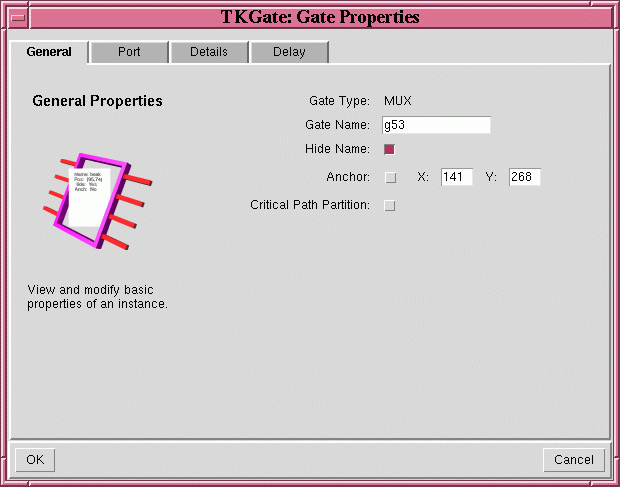 TKGate: Gate Properties
General Port Details Delay
General Properties
Gate Type: MUX
Gate Name: g53
Hide Name:
Anchor: X: 141 Y: 268
Critical Path Partition:
Name: beak
Pos: (95,74)
Hide: Yes
Anch: No
View and modify basic
properties of an instance.
OK Cancel